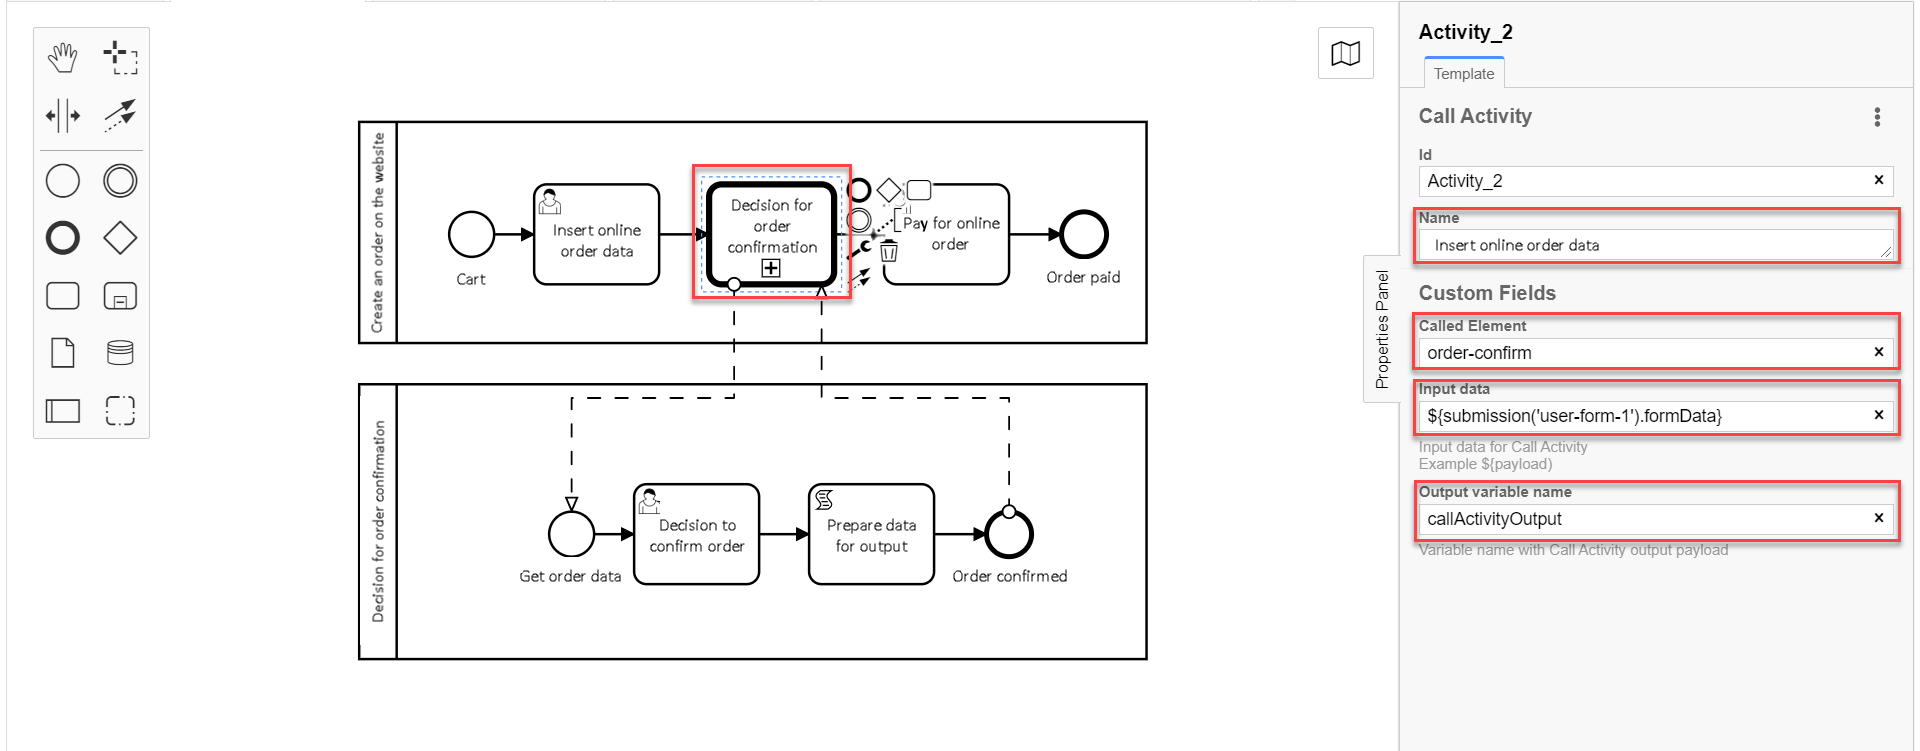 Create an order on the website
Cart
Insert online
order data
Decision for
order
confirmation
Pay for online
order
Order paid
Decision for order confirmation
Get order data
Decision to
confirm order
Prepare data
for output
Order confirmed
Properties Panel
Activity_2
Template
Call Activity
Id
Activity_2
Name
Insert online order data
Custom Fields
Called Element
order-confirm
Input data
${submission('user-form-1').formData}
Input data for Call Activity
Example ${payload)
Output variable name
callActivityOutput
Variable name with Call Activity output payload